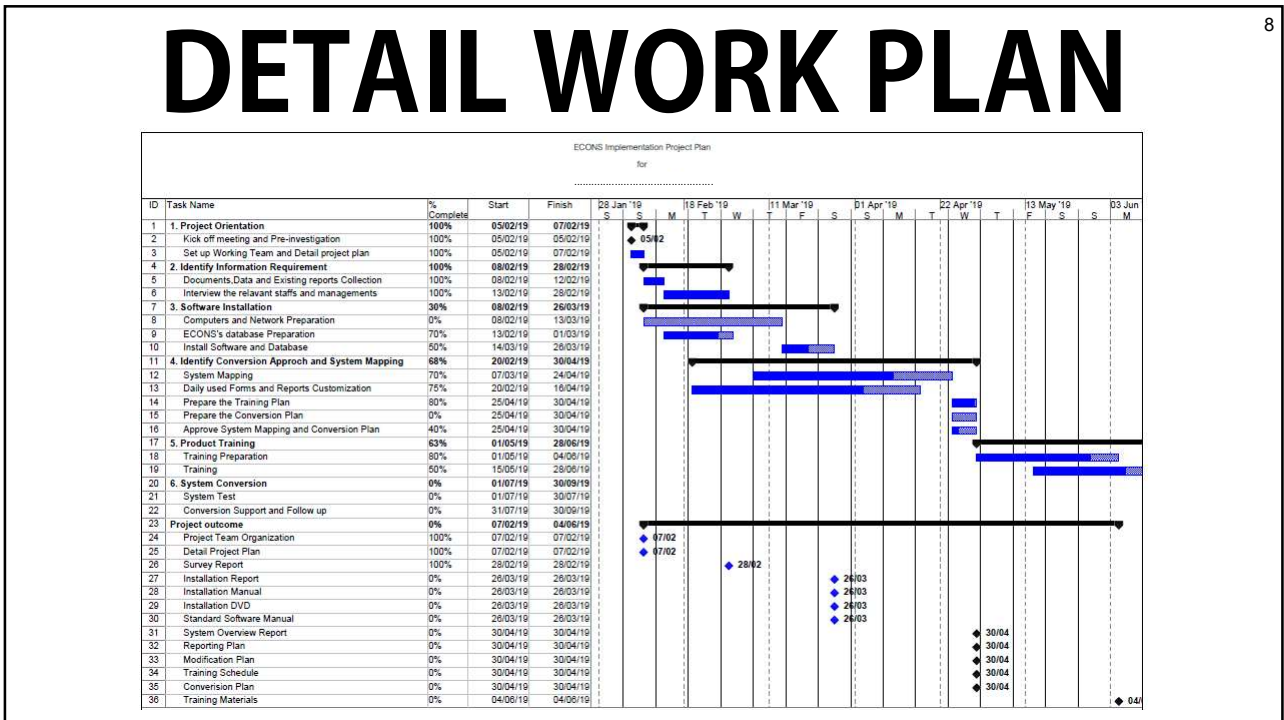 8
DETAIL WORK PLAN
ECONS Implementation Project Plan
for
........................................................
28 Jan '19 18 Feb '19 11 Mar '19 01 Apr '19 22 Apr '19 13 May '19 03 Jun
ID Task Name % Complete Start Finish S S M T W T F S S M T W T F S S M
1 1. Project Orientation 100% 05/02/19 07/02/19
2 Kick off meeting and Pre-investigation 100% 05/02/19 05/02/19 05/02
3 Set up Working Team and Detail project plan 100% 05/02/19 07/02/19
4 2. Identify Information Requirement 100% 08/02/19 28/02/19
5 Documents,Data and Existing reports Collection 100% 08/02/19 12/02/19
6 Interview the relavant staffs and managements 100% 13/02/19 28/02/19
7 3. Software Installation 30% 08/02/19 26/03/19
8 Computers and Network Preparation 0% 08/02/19 13/03/19
9 ECONS's database Preparation 70% 13/02/19 01/03/19
10 Install Software and Database 50% 14/03/19 26/03/19
11 4. Identify Conversion Approch and System Mapping 68% 20/02/19 30/04/19
12 System Mapping 70% 07/03/19 24/04/19
13 Daily used Forms and Reports Customization 75% 20/02/19 16/04/19
14 Prepare the Training Plan 80% 25/04/19 30/04/19
15 Prepare the Conversion Plan 0% 25/04/19 30/04/19
16 Approve System Mapping and Conversion Plan 40% 25/04/19 30/04/19
17 5. Product Training 63% 01/05/19 28/06/19
18 Training Preparation 80% 01/05/19 04/06/19
19 Training 50% 15/05/19 28/06/19
20 6. System Conversion 0% 01/07/19 30/09/19
21 System Test 0% 01/07/19 30/07/19
22 Conversion Support and Follow up 0% 31/07/19 30/09/19
23 Project outcome 0% 07/02/19 04/06/19
24 Project Team Organization 100% 07/02/19 07/02/19 07/02
25 Detail Project Plan 100% 07/02/19 07/02/19 07/02
26 Survey Report 100% 28/02/19 28/02/19 28/02
27 Installation Report 0% 26/03/19 26/03/19 26/03
28 Installation Manual 0% 26/03/19 26/03/19 26/03
29 Installation DVD 0% 26/03/19 26/03/19 26/03
30 Standard Software Manual 0% 26/03/19 26/03/19 26/03
31 System Overview Report 0% 30/04/19 30/04/19 30/04
32 Reporting Plan 0% 30/04/19 30/04/19 30/04
33 Modification Plan 0% 30/04/19 30/04/19 30/04
34 Training Schedule 0% 30/04/19 30/04/19 30/04
35 Converision Plan 0% 30/04/19 30/04/19 30/04
36 Training Materials 0% 04/06/19 04/06/19 04/